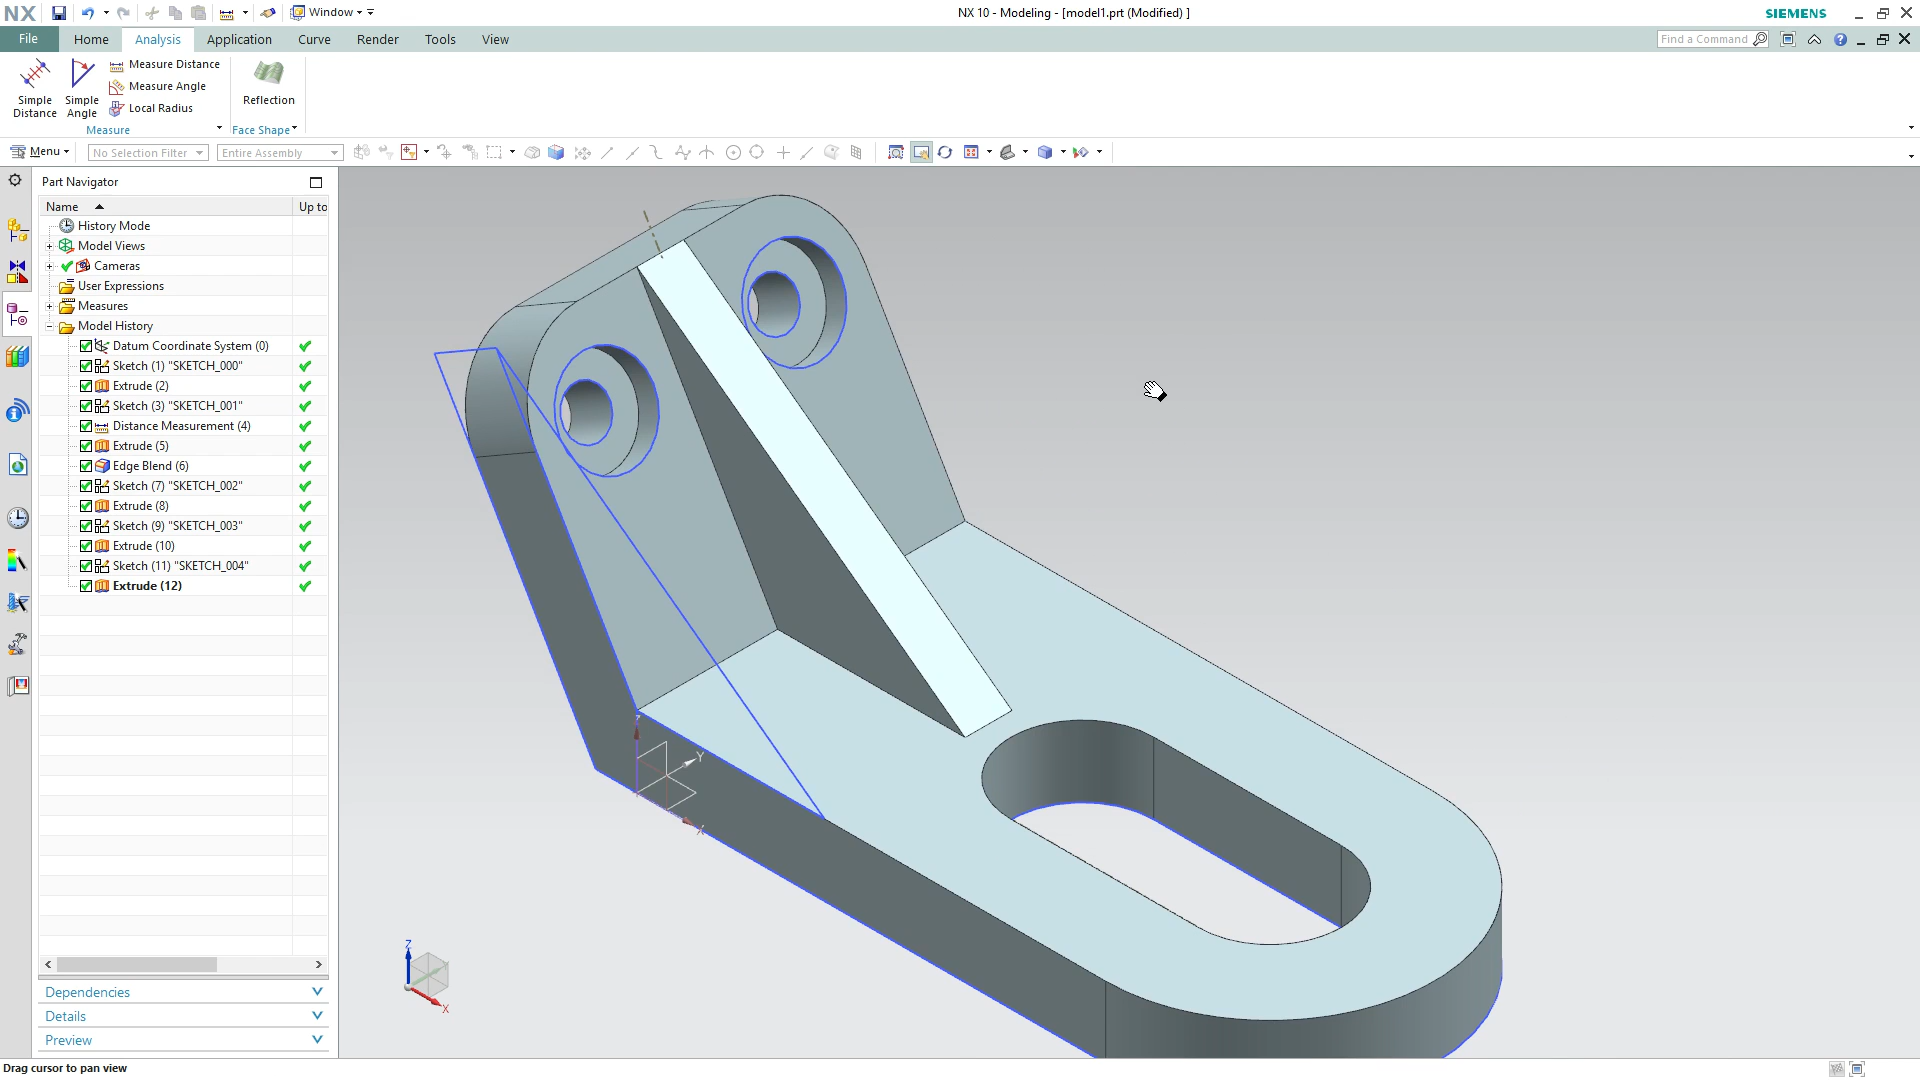 NX
Window
NX 10 - Modeling - [model1.prt (Modified) ]
SIEMENS
File
Home
Analysis
Application
Curve
Render
Tools
View
Find a Command
Simple Distance
Simple Angle
Measure Distance
Measure Angle
Local Radius
Reflection
Measure
Face Shape
Menu
No Selection Filter
Entire Assembly
Part Navigator
Name
Up to
History Mode
Model Views
Cameras
User Expressions
Measures
Model History
Datum Coordinate System (0)
Sketch (1) "SKETCH_000"
Extrude (2)
Sketch (3) "SKETCH_001"
Distance Measurement (4)
Extrude (5)
Edge Blend (6)
Sketch (7) "SKETCH_002"
Extrude (8)
Sketch (9) "SKETCH_003"
Extrude (10)
Sketch (11) "SKETCH_004"
Extrude (12)
Z
Y
X
Z
X
Dependencies
Details
Preview
Drag cursor to pan view